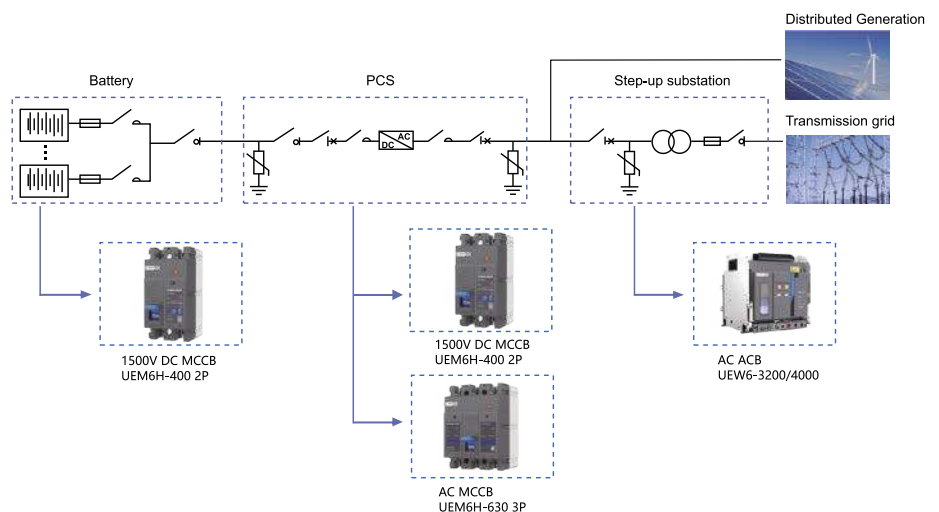 Distributed Generation
Battery
PCS
Step-up substation
Transmission grid
AC
DC
1500V DC MCCB
UEM6H-400 2P
1500V DC MCCB
UEM6H-400 2P
AC ACB
UEW6-3200/4000
AC MCCB
UEM6H-630 3P